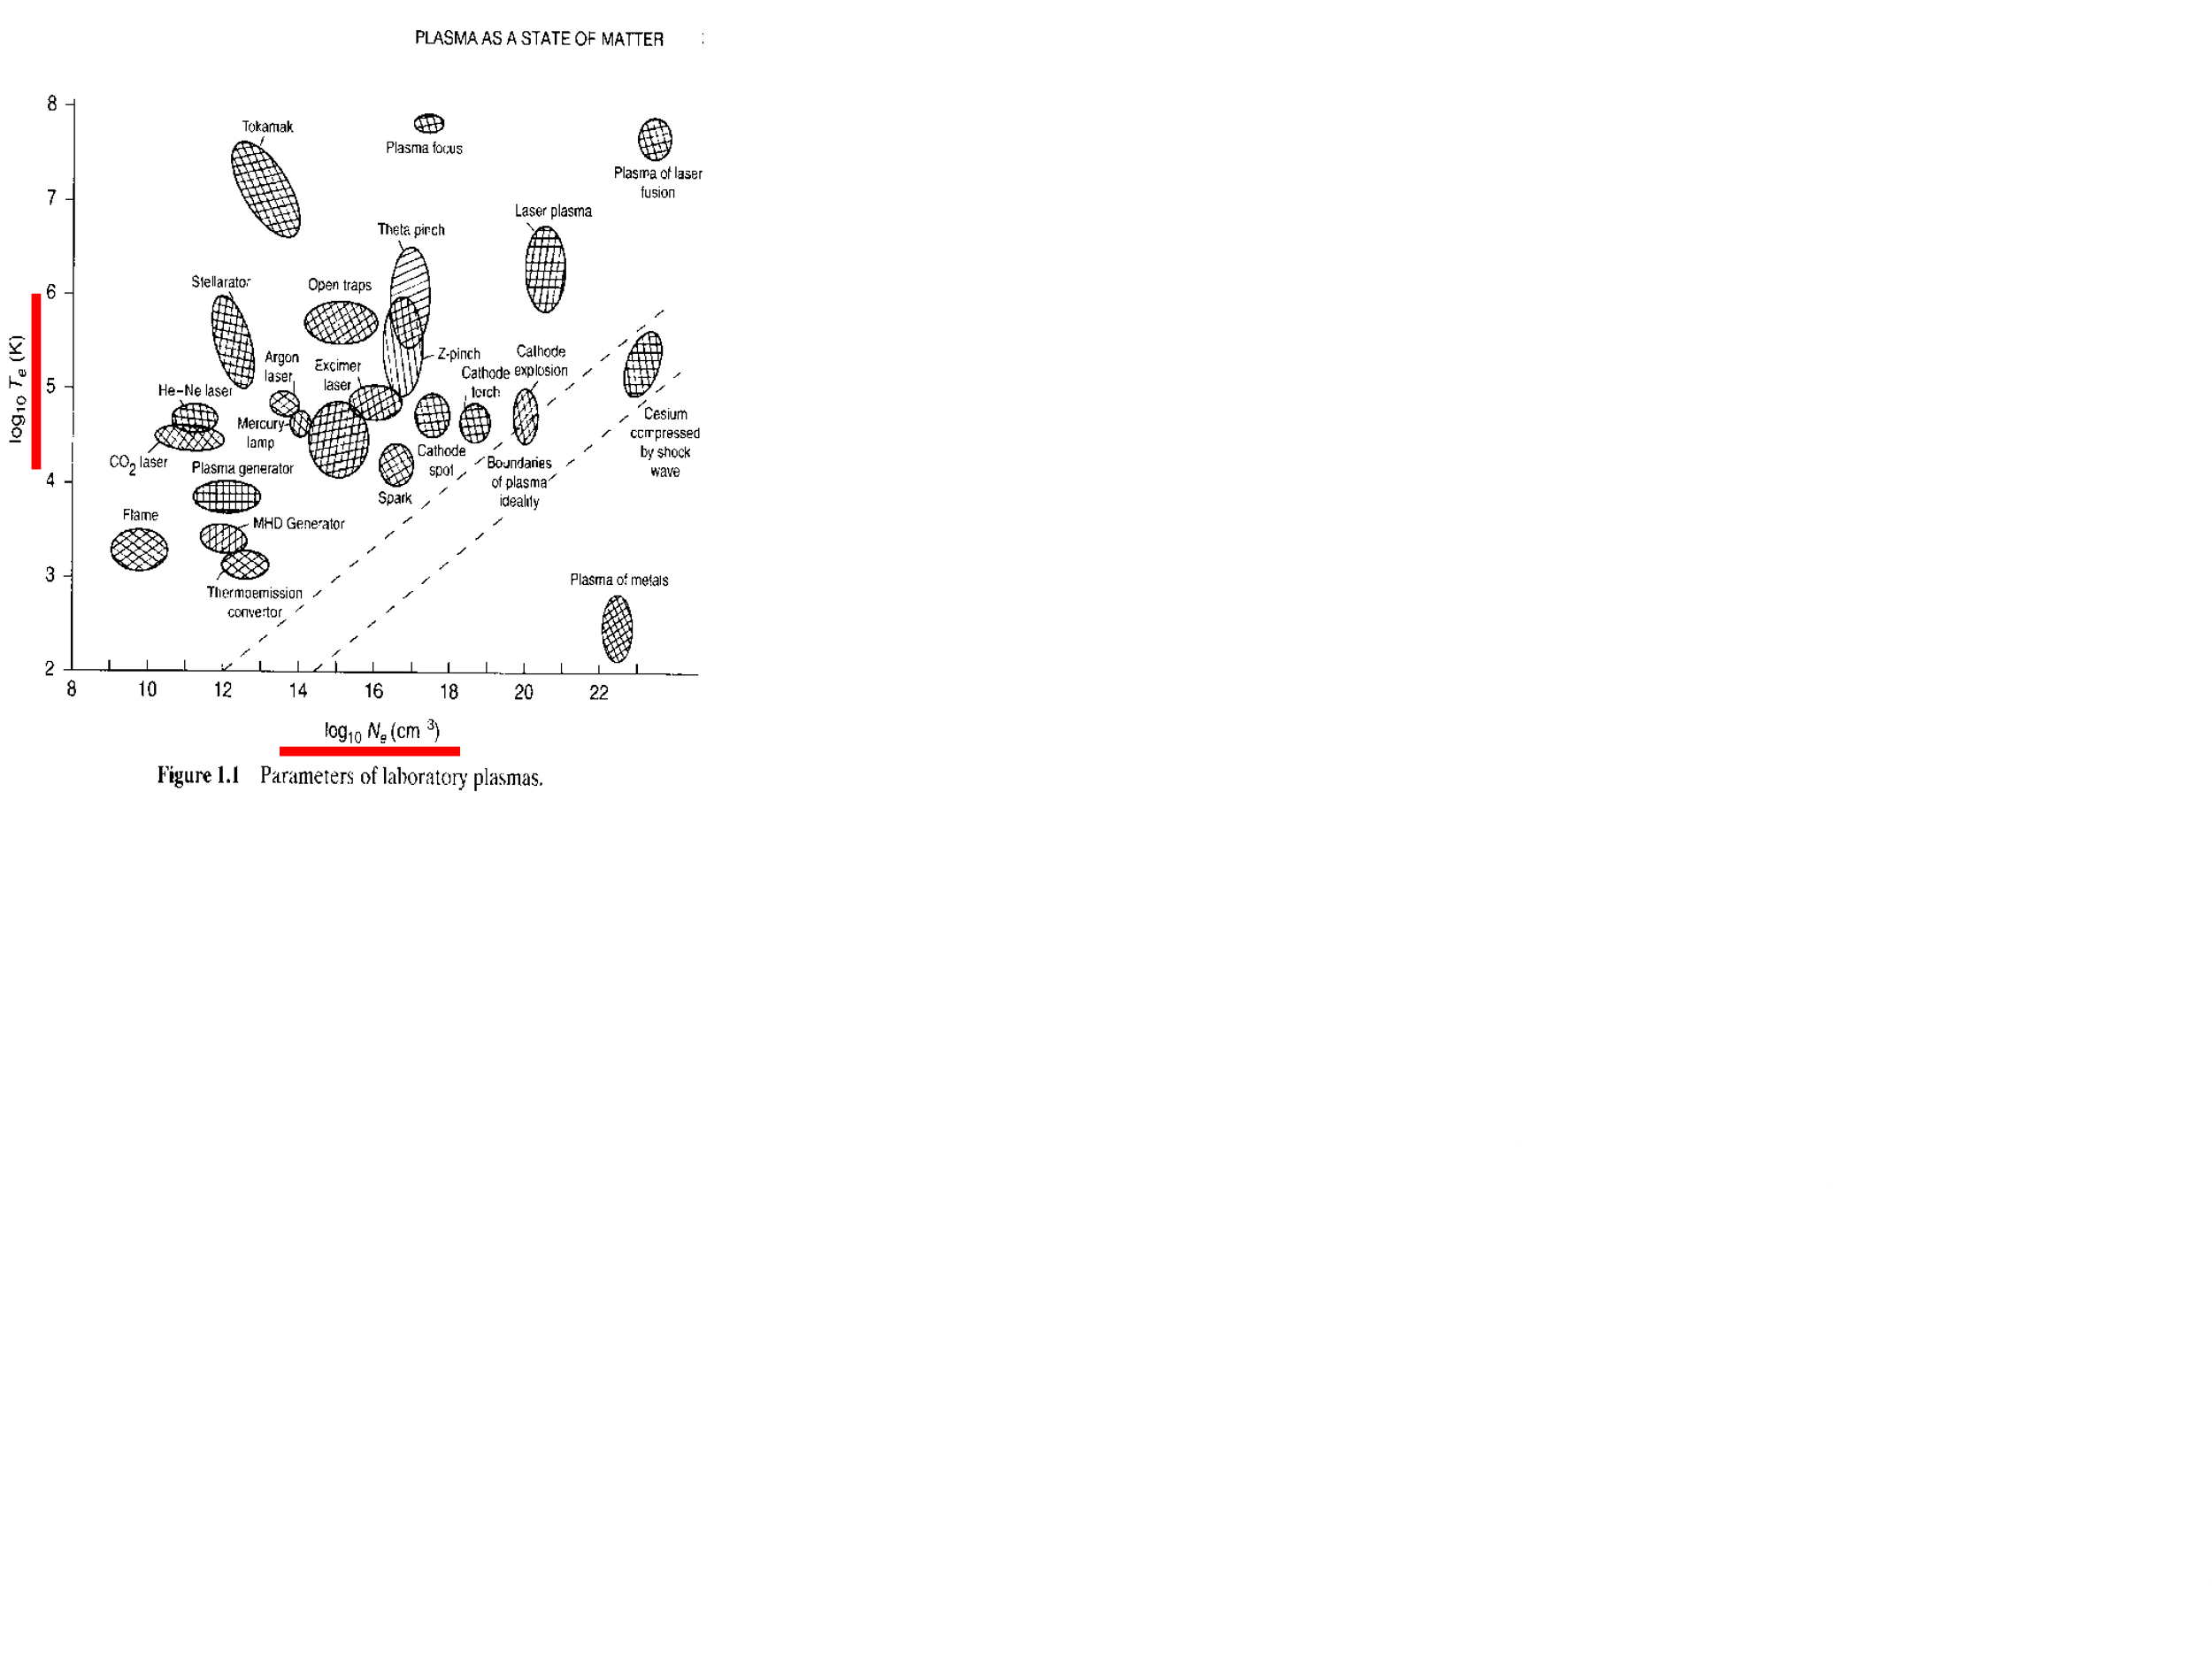 PLASMA AS A STATE OF MATTER
8
7
6
5
4
3
2
log10 Te (K)
Tokamak
Plasma focus
Plasma of laser
fusion
Laser plasma
Theta pinch
Stellarator
Open traps
Argon
laser
Excimer
laser
Z-pinch
Cathode
torch
Cathode
explosion
He-Ne laser
Mercury
lamp
CO2 laser
Plasma generator
Cathode
spot
Spark
Boundaries
of plasma
ideality
Cesium
compressed
by shock
wave
Flame
MHD Generator
Thermoemission
convertor
Plasma of metals
8 10 12 14 16 18 20 22
log10 Ne (cm 3)
Figure 1.1 Parameters of laboratory plasmas.